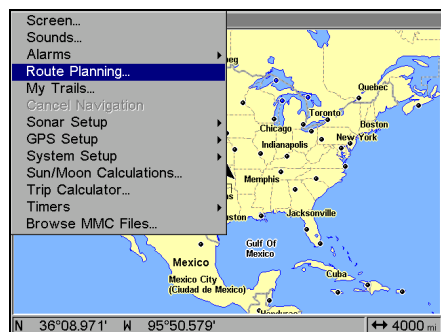 Screen...
Sounds...
Alarms
Route Planning...
My Trails...
Cancel Navigation
Sonar Setup
GPS Setup
System Setup
Sun/Moon Calculations...
Trip Calculator...
Timers
Browse MMC Files...
Quebec
Toronto
Boston
Chicago
New York
Indianapolis
Memphis
Jacksonville
Gulf Of
Mexico
Mexico
Mexico City
(Ciudad de Mexico)
Cuba
N 36°08.971' W 95°50.579'
↔ 4000 mi